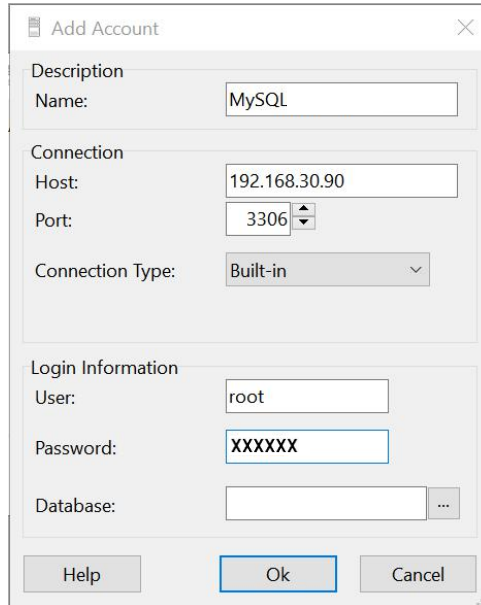 Add Account
Description
Name: MySQL
Connection
Host: 192.168.30.90
Port: 3306
Connection Type: Built-in
Login Information
User: root
Password: XXXXXX
Database: ...
Help Ok Cancel